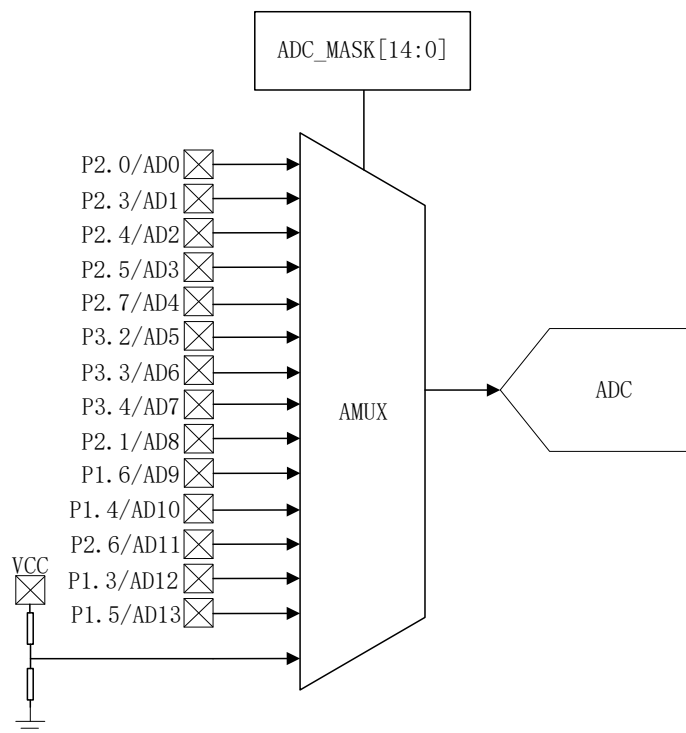 ADC_MASK[14:0]
P2.0/AD0
P2.3/AD1
P2.4/AD2
P2.5/AD3
P2.7/AD4
P3.2/AD5
P3.3/AD6
P3.4/AD7
P2.1/AD8
P1.6/AD9
P1.4/AD10
P2.6/AD11
P1.3/AD12
P1.5/AD13
VCC
AMUX
ADC